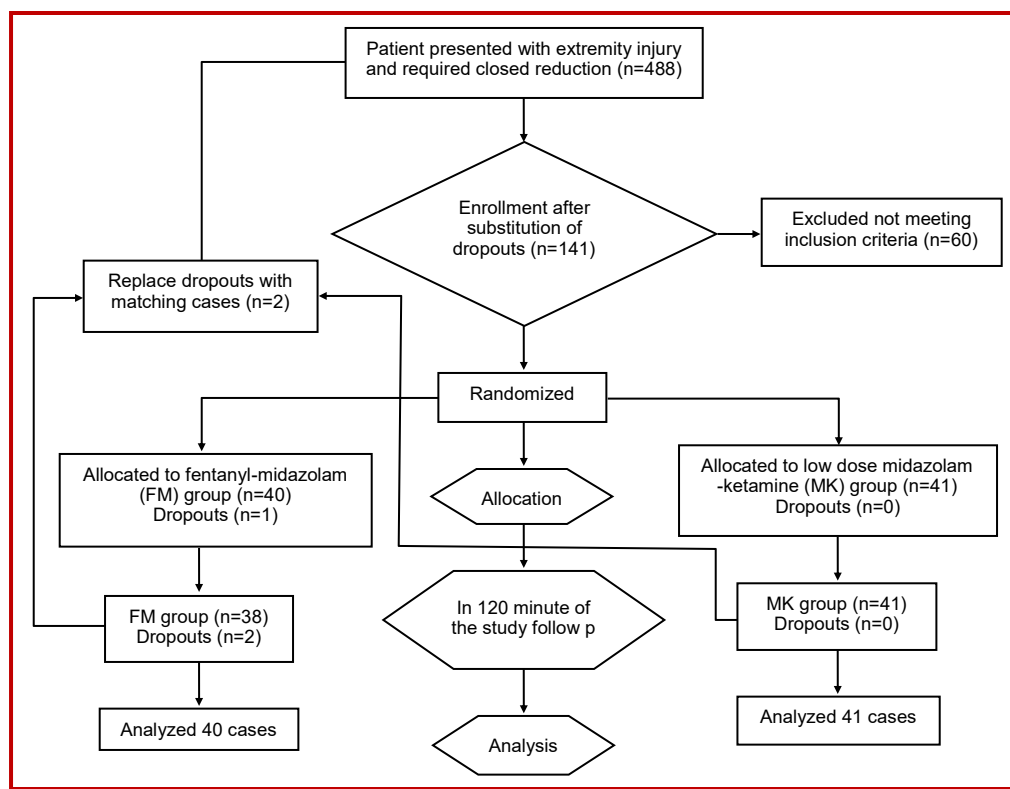 Patient presented with extremity injury
and required closed reduction (n=488)
Enrollment after
substitution of
dropouts (n=141)
Excluded not meeting
inclusion criteria (n=60)
Replace dropouts with
matching cases (n=2)
Randomized
Allocated to fentanyl-midazolam
(FM) group (n=40)
Dropouts (n=1)
Allocation
Allocated to low dose midazolam
-ketamine (MK) group (n=41)
Dropouts (n=0)
FM group (n=38)
Dropouts (n=2)
In 120 minute of
the study follow p
MK group (n=41)
Dropouts (n=0)
Analyzed 40 cases
Analysis
Analyzed 41 cases